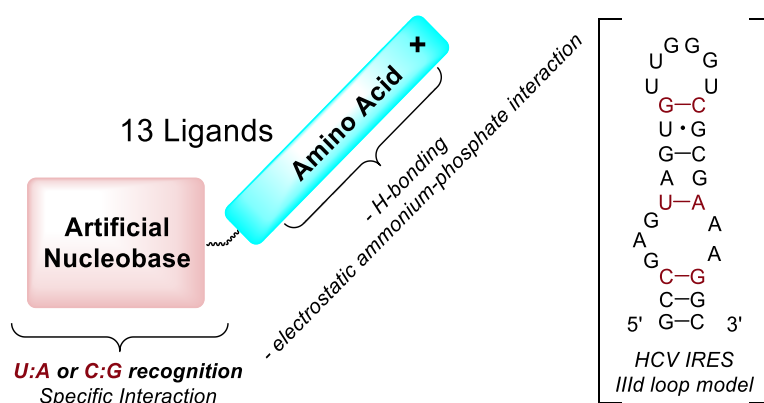 13 Ligands
Amino Acid +
Artificial
Nucleobase
- H-bonding
- electrostatic ammonium-phosphate interaction
U:A or C:G recognition
Specific Interaction
G G
U G
U U
G–C
U • G
G–C
A G
U–A
G A
A A
G
C–G
C–G
5' G–C 3'
HCV IRES
IIId loop model